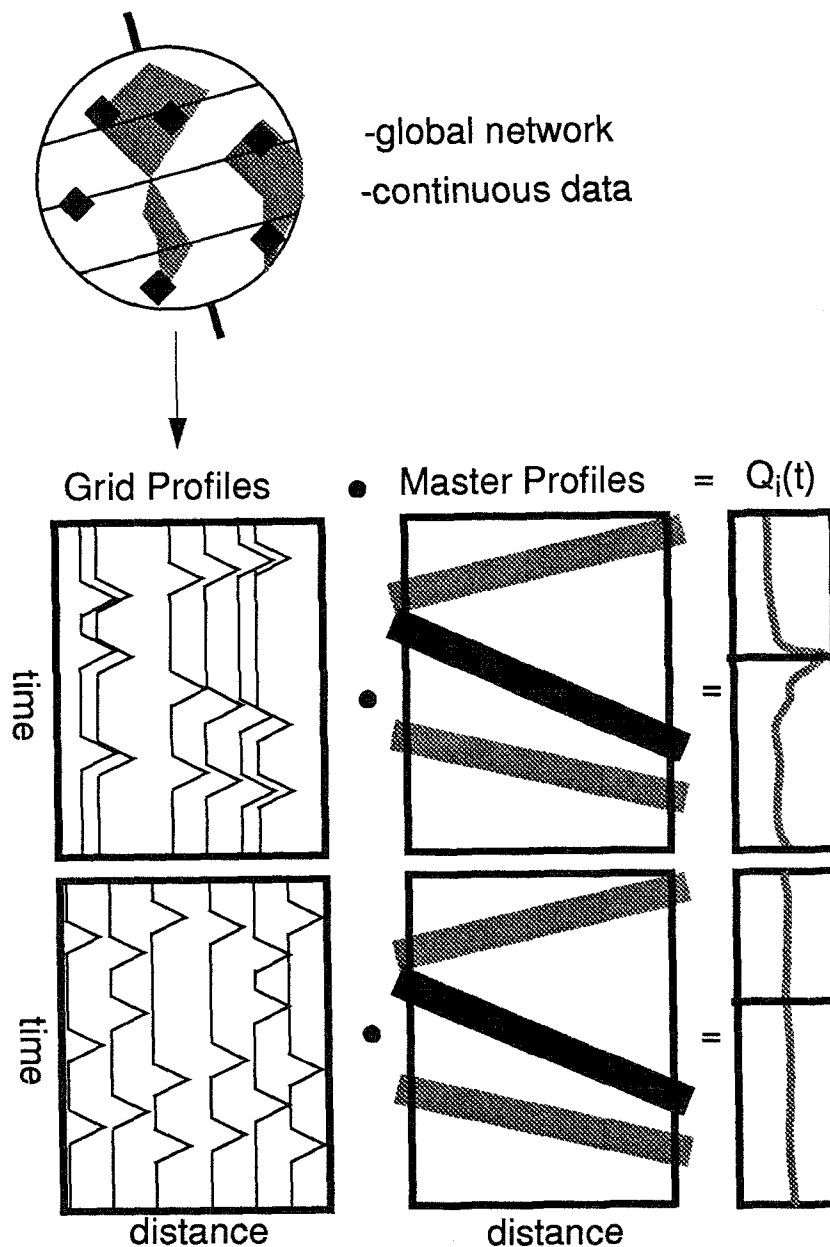 -global network
-continuous data
Grid Profiles • Master Profiles = Qi(t)
time
• =
time
• =
distance distance